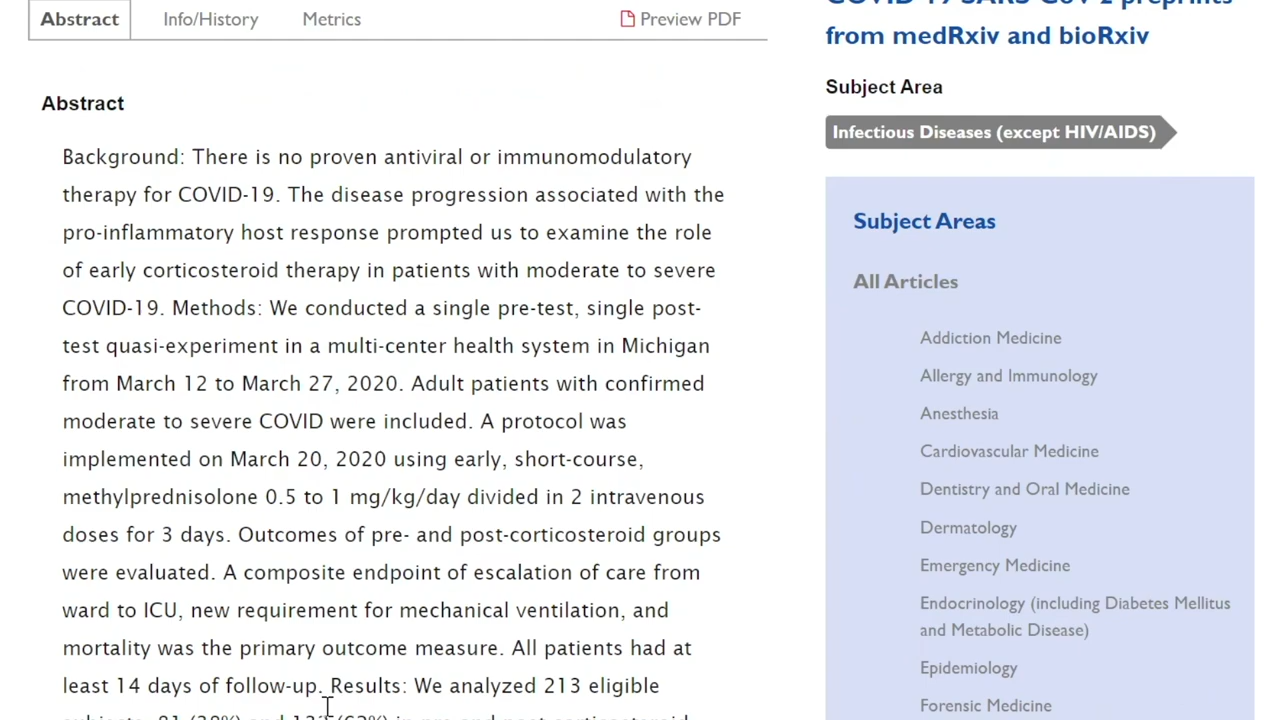 Abstract
Info/History
Metrics
Preview PDF
Abstract
Background: There is no proven antiviral or immunomodulatory
therapy for COVID-19. The disease progression associated with the
pro-inflammatory host response prompted us to examine the role
of early corticosteroid therapy in patients with moderate to severe
COVID-19. Methods: We conducted a single pre-test, single post-
test quasi-experiment in a multi-center health system in Michigan
from March 12 to March 27, 2020. Adult patients with confirmed
moderate to severe COVID were included. A protocol was
implemented on March 20, 2020 using early, short-course,
methylprednisolone 0.5 to 1 mg/kg/day divided in 2 intravenous
doses for 3 days. Outcomes of pre- and post-corticosteroid groups
were evaluated. A composite endpoint of escalation of care from
ward to ICU, new requirement for mechanical ventilation, and
mortality was the primary outcome measure. All patients had at
least 14 days of follow-up. Results: We analyzed 213 eligible
COVID-19 SARS-CoV-2 preprints
from medRxiv and bioRxiv
Subject Area
Infectious Diseases (except HIV/AIDS)
Subject Areas
All Articles
Addiction Medicine
Allergy and Immunology
Anesthesia
Cardiovascular Medicine
Dentistry and Oral Medicine
Dermatology
Emergency Medicine
Endocrinology (including Diabetes Mellitus
and Metabolic Disease)
Epidemiology
Forensic Medicine